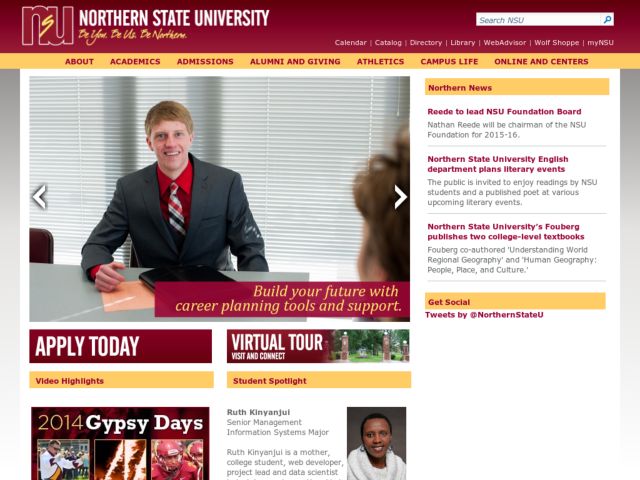 nsu
NORTHERN STATE UNIVERSITY
Be You. Be Us. Be Northern.
Search NSU
Calendar | Catalog | Directory | Library | WebAdvisor | Wolf Shoppe | myNSU
ABOUT ACADEMICS ADMISSIONS ALUMNI AND GIVING ATHLETICS CAMPUS LIFE ONLINE AND CENTERS
Build your future with
career planning tools and support.
APPLY TODAY
VIRTUAL TOUR
VISIT AND CONNECT
Video Highlights
2014 Gypsy Days
Student Spotlight
Ruth Kinyanjui
Senior Management
Information Systems Major
Ruth Kinyanjui is a mother,
college student, web developer,
project lead and data scientist
Northern News
Reede to lead NSU Foundation Board
Nathan Reede will be chairman of the NSU
Foundation for 2015-16.
Northern State University English
department plans literary events
The public is invited to enjoy readings by NSU
students and a published poet at various
upcoming literary events.
Northern State University's Fouberg
publishes two college-level textbooks
Fouberg co-authored 'Understanding World
Regional Geography' and 'Human Geography:
People, Place, and Culture.'
Get Social
Tweets by @NorthernStateU